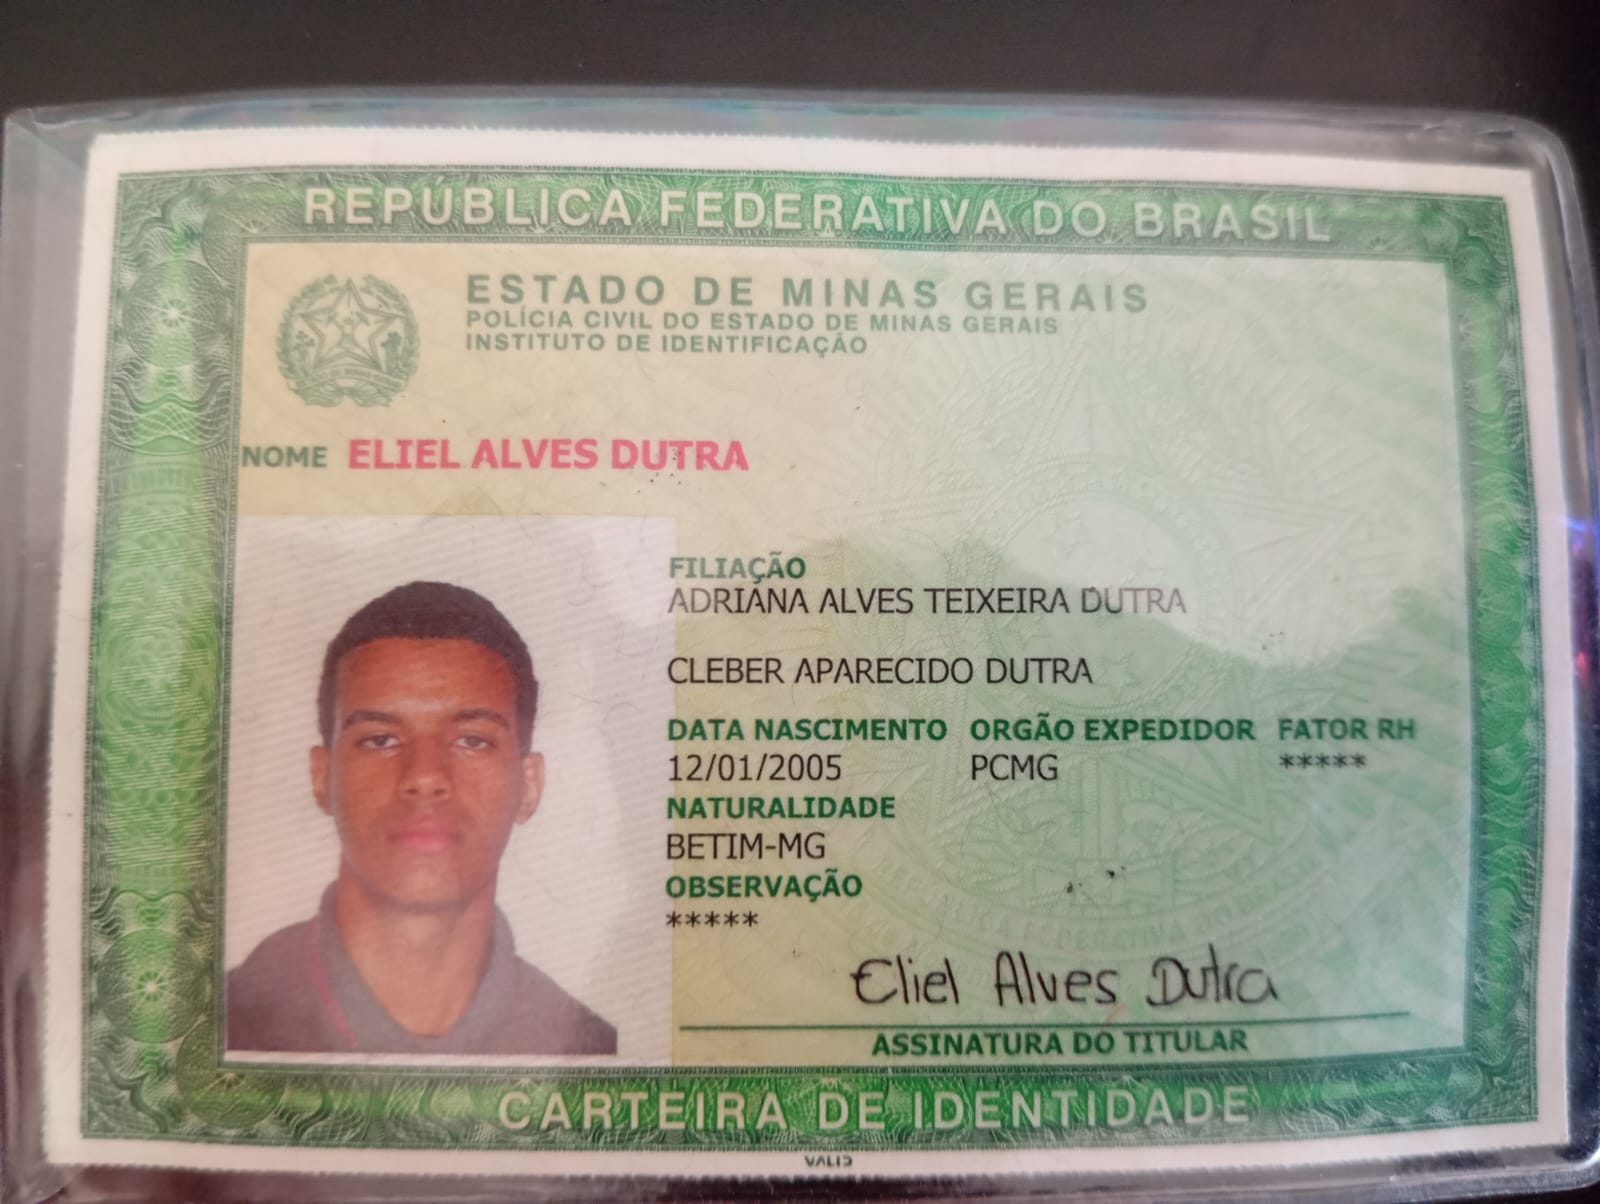 REPÚBLICA FEDERATIVA DO BRASIL
ESTADO DE MINAS GERAIS
POLÍCIA CIVIL DO ESTADO DE MINAS GERAIS
INSTITUTO DE IDENTIFICAÇÃO
NOME ELIEL ALVES DUTRA
FILIAÇÃO
ADRIANA ALVES TEIXEIRA DUTRA
CLEBER APARECIDO DUTRA
DATA NASCIMENTO ORGÃO EXPEDIDOR FATOR RH
12/01/2005 PCMG *****
NATURALIDADE
BETIM-MG
OBSERVAÇÃO
*****
Eliel Alves Dutra
ASSINATURA DO TITULAR
CARTEIRA DE IDENTIDADE
VALID